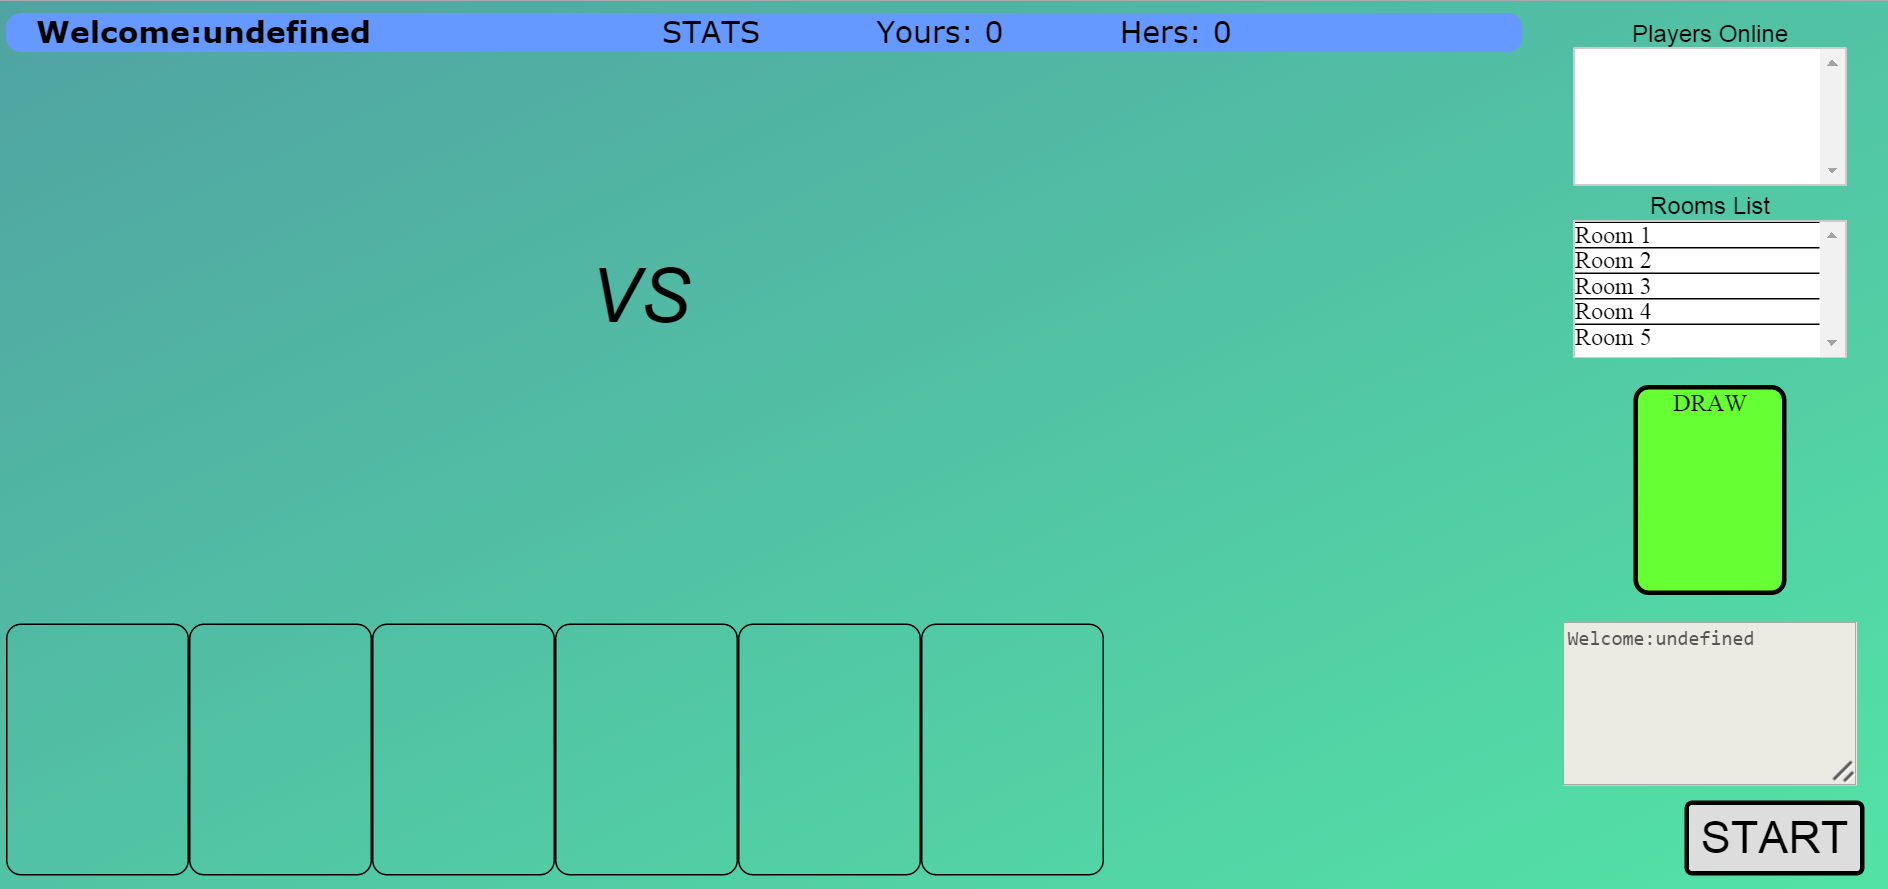 Welcome:undefined STATS Yours: 0 Hers: 0
Players Online
Rooms List
Room 1
Room 2
Room 3
Room 4
Room 5
VS
DRAW
Welcome:undefined
START